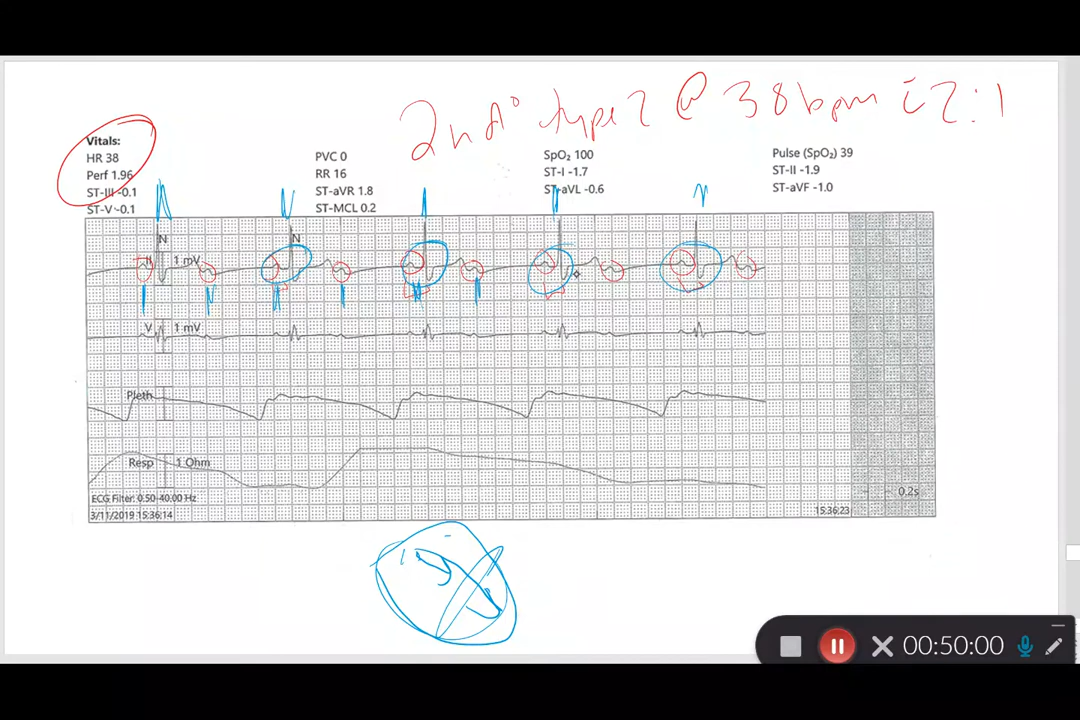 2nd° type 2 @ 38 bpm c̄ 2:1
Vitals:
HR 38
Perf 1.96
ST-III -0.1
ST-V -0.1
PVC 0
RR 16
ST-aVR 1.8
ST-MCL 0.2
SpO₂ 100
ST-I -1.7
ST-aVL -0.6
Pulse (SpO₂) 39
ST-II -1.9
ST-aVF -1.0
N N
1 mV
V 1 mV
Pleth
Resp 1 Ohm
0.2s
ECG Filter: 0.50-40.00 Hz
3/11/2019 15:36:14
15:36:23
00:50:00